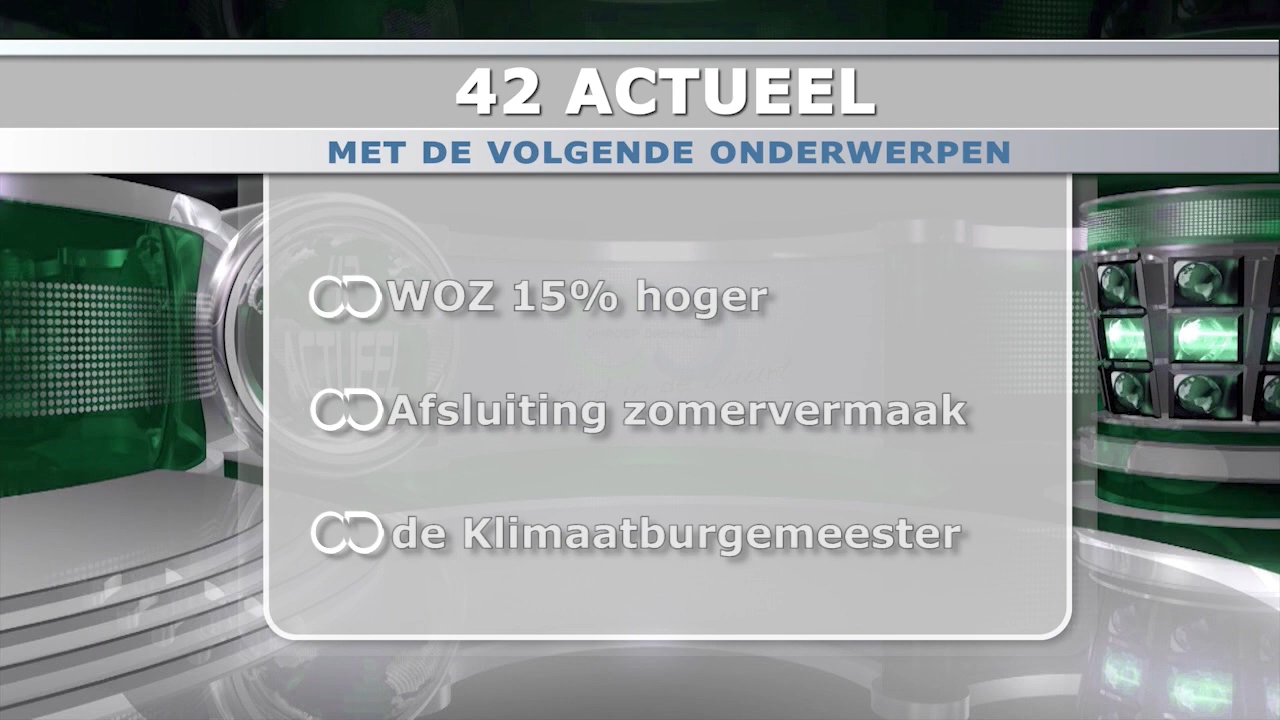 42 ACTUEEL
MET DE VOLGENDE ONDERWERPEN
WOZ 15% hoger
Afsluiting zomervermaak
de Klimaatburgemeester